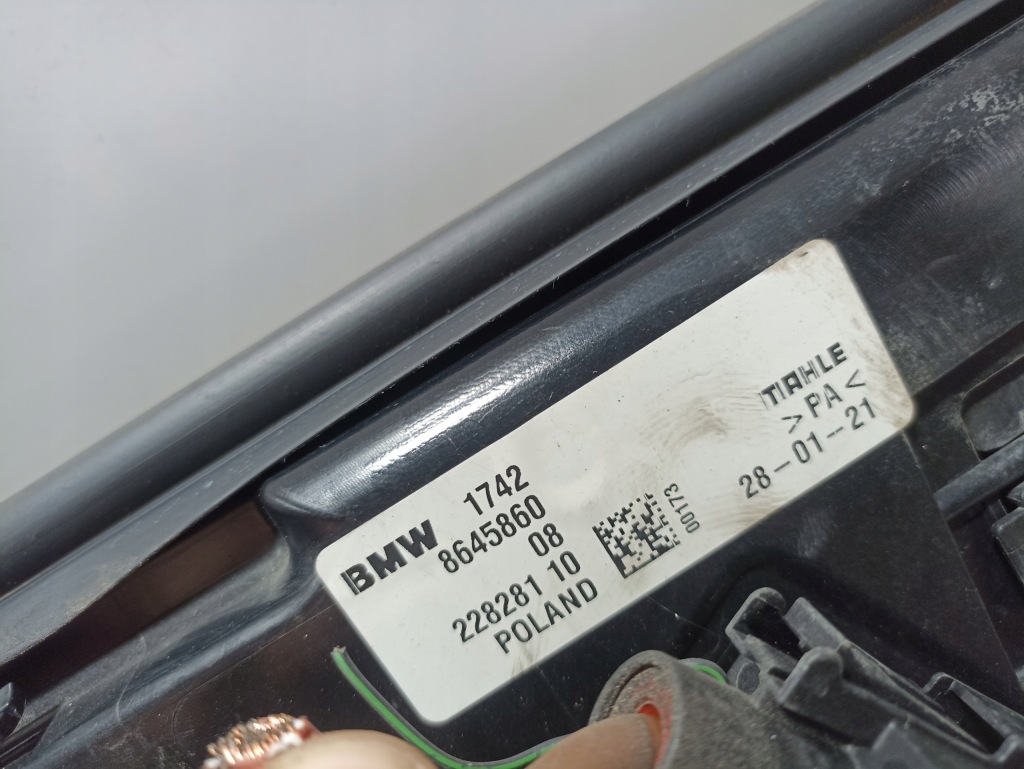 BMW 1742
8645860
08
228281 10
POLAND
00173
MAHLE
>PA<
28-01-21